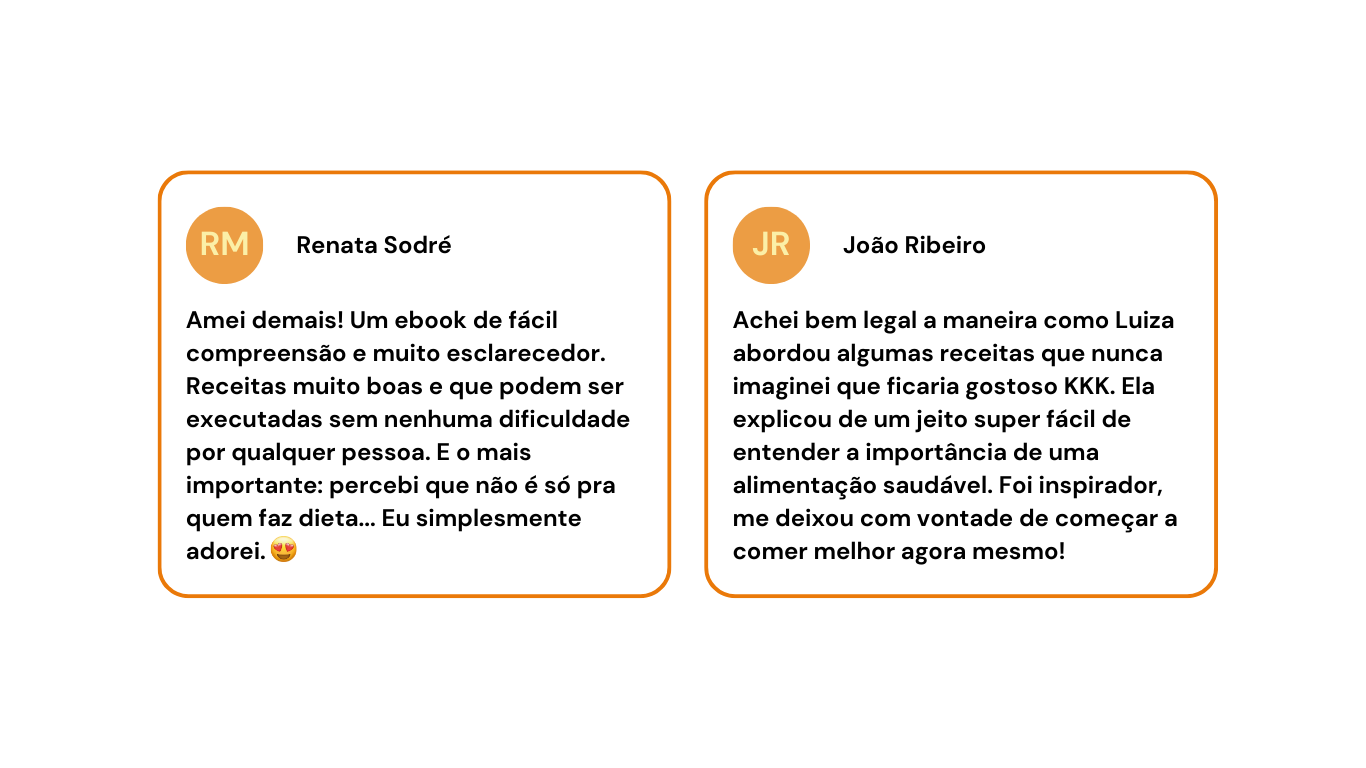 RM
Renata Sodré
Amei demais! Um ebook de fácil
compreensão e muito esclarecedor.
Receitas muito boas e que podem ser
executadas sem nenhuma dificuldade
por qualquer pessoa. E o mais
importante: percebi que não é só pra
quem faz dieta... Eu simplesmente
adorei. 😍
JR
João Ribeiro
Achei bem legal a maneira como Luiza
abordou algumas receitas que nunca
imaginei que ficaria gostoso KKK. Ela
explicou de um jeito super fácil de
entender a importância de uma
alimentação saudável. Foi inspirador,
me deixou com vontade de começar a
comer melhor agora mesmo!